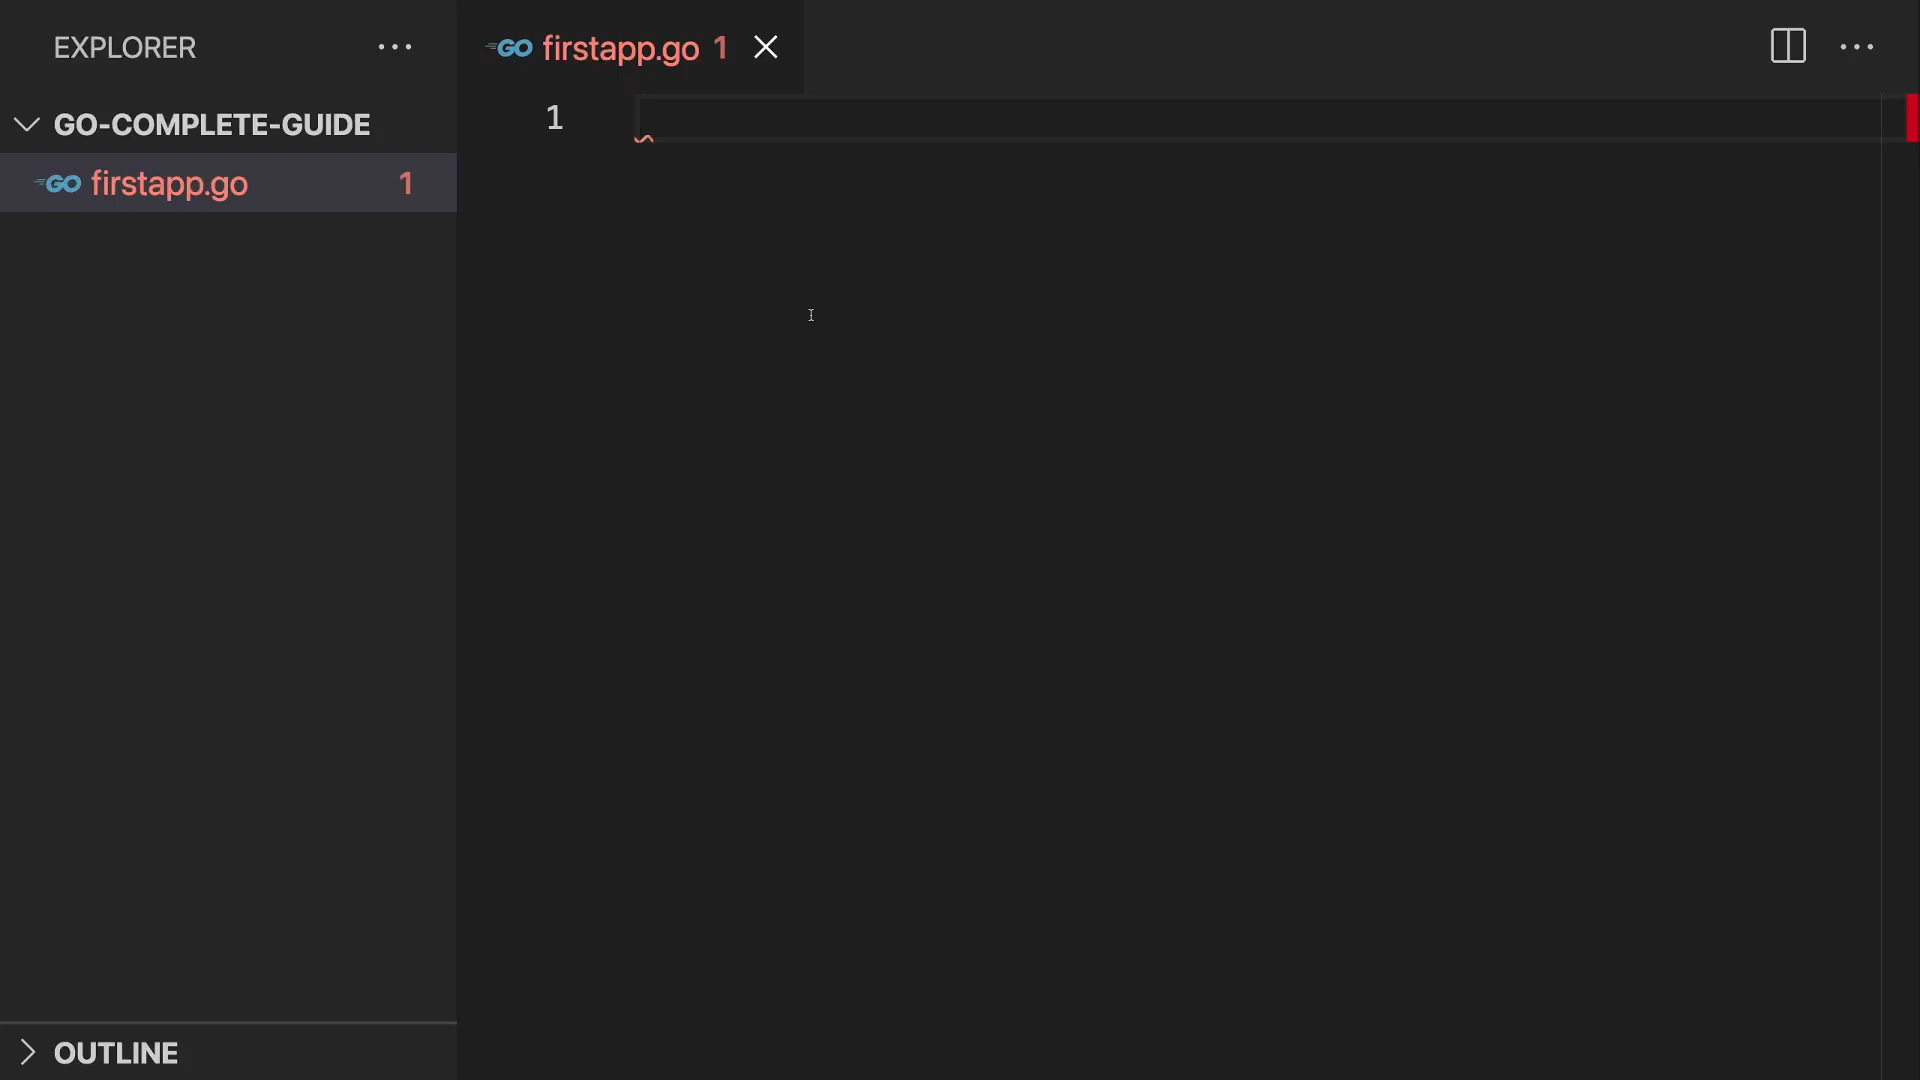 EXPLORER
GO-COMPLETE-GUIDE
GO firstapp.go 1
OUTLINE
GO firstapp.go 1
1